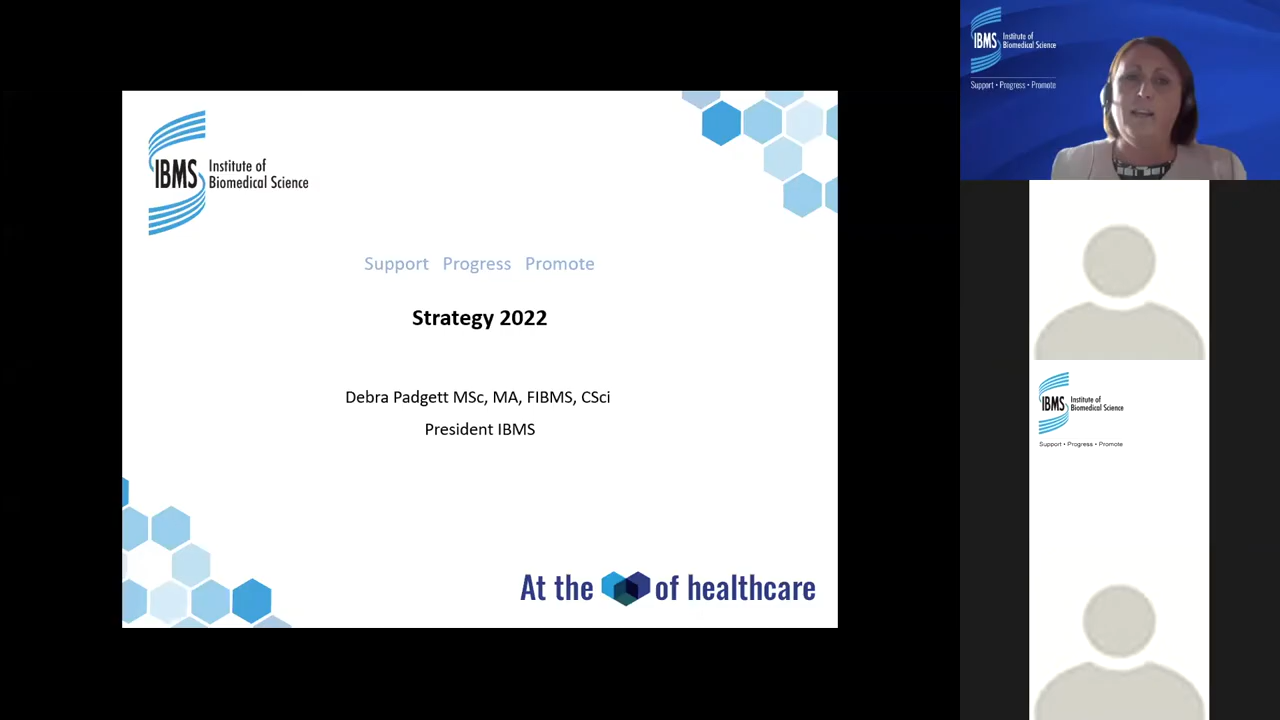 IBMS Institute of
Biomedical Science
Support Progress Promote
Strategy 2022
Debra Padgett MSc, MA, FIBMS, CSci
President IBMS
At the of healthcare
IBMS Institute of
Biomedical Science
Support • Progress • Promote
IBMS Institute of
Biomedical Science
Support • Progress • Promote